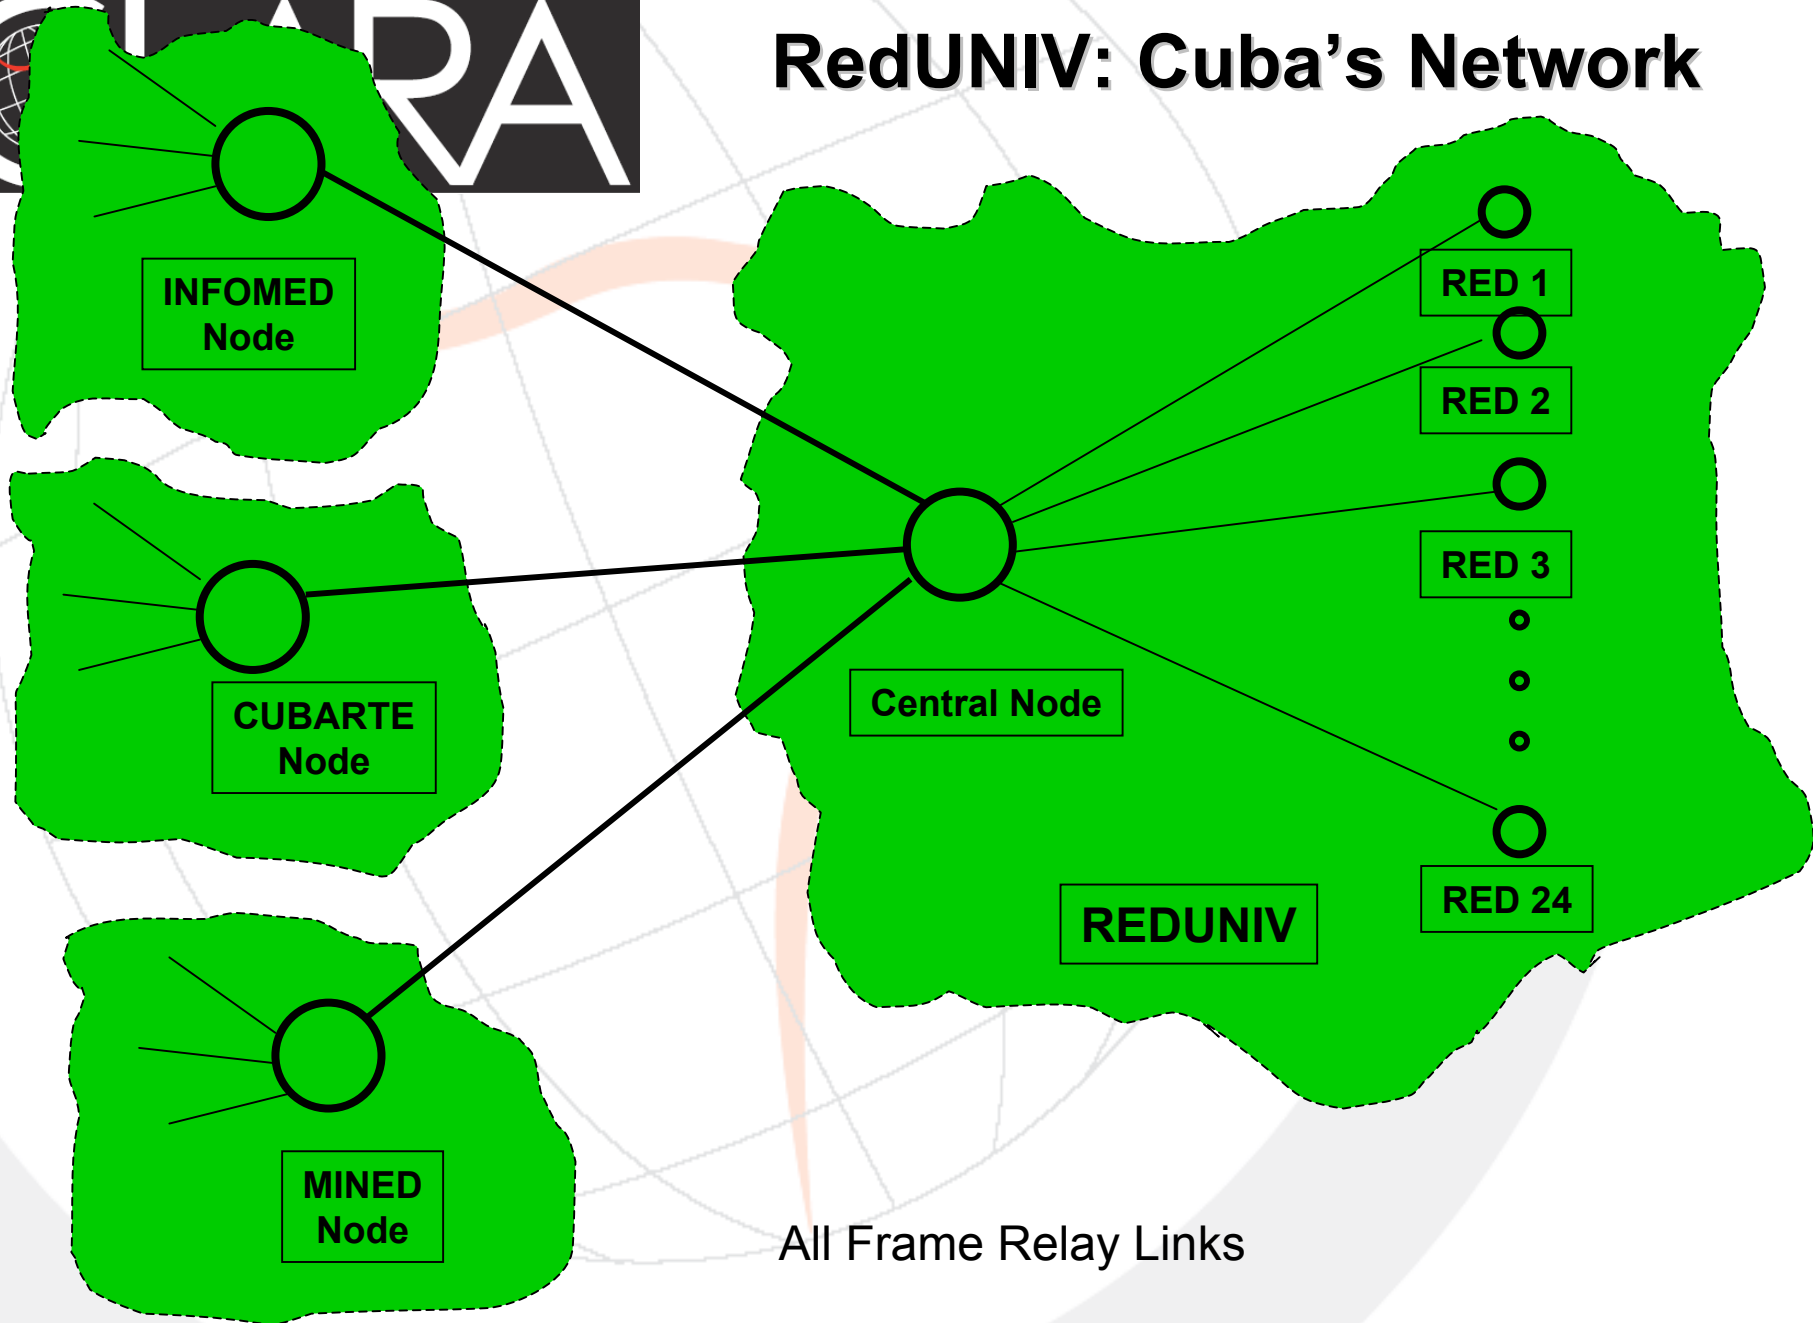 RedUNIV: Cuba’s Network
INFOMED
Node
CUBARTE
Node
MINED
Node
Central Node
RED 1
RED 2
RED 3
RED 24
REDUNIV
All Frame Relay Links